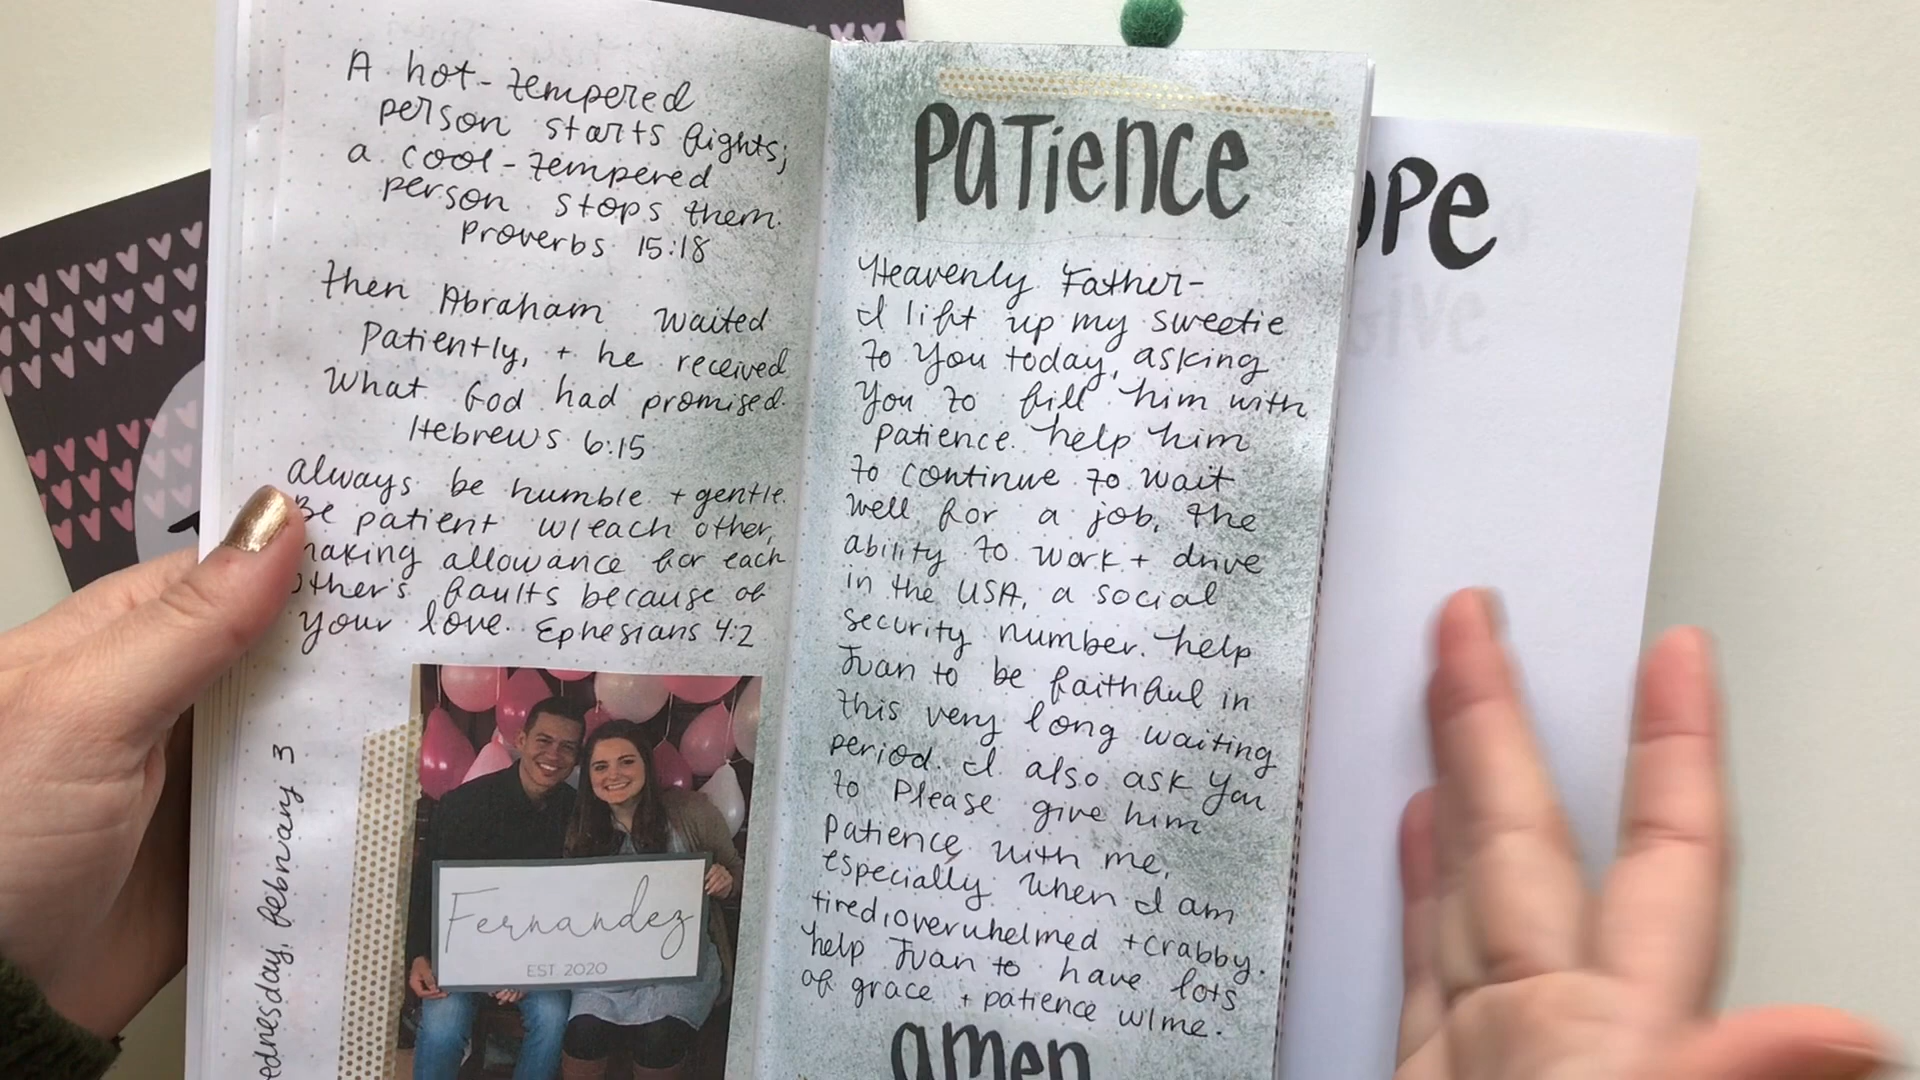 A hot-tempered
person starts fights;
a cool-tempered
person stops them.
Proverbs 15:18
then Abraham waited
patiently, + he received
what God had promised.
Hebrews 6:15
always be humble + gentle.
Be patient w/each other,
making allowance for each
other's faults because of
your love. Ephesians 4:2
Wednesday, february 3
Fernandez
EST 2020
Patience
Heavenly Father-
I lift up my sweetie
to You today, asking
You to fill him with
patience. help him
to continue to wait
well for a job, the
ability to work + drive
in the USA, a social
security number. help
Juan to be faithful in
this very long waiting
period. I also ask You
to please give him
patience with me,
especially when I am
tired, overwhelmed + crabby.
help Juan to have lots
of grace + patience w/me.
amen
ope
Give